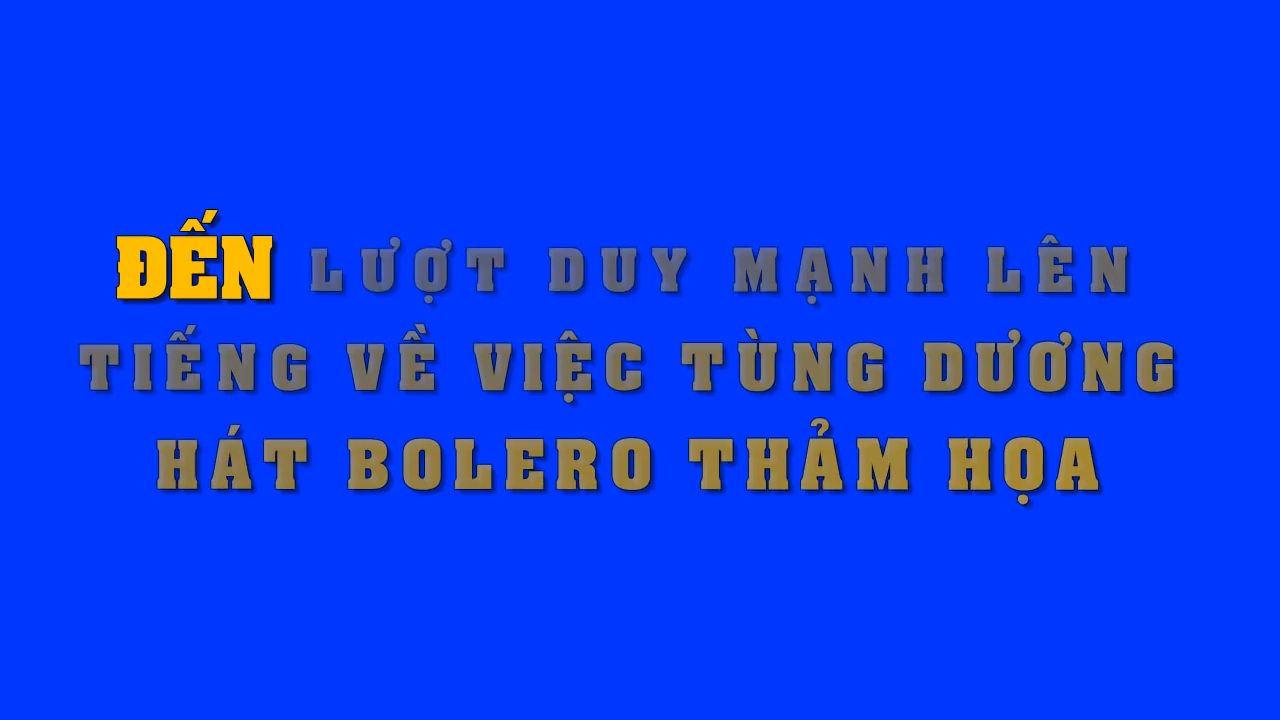 ĐẾN LƯỢT DUY MẠNH LÊN
TIẾNG VỀ VIỆC TÙNG DƯƠNG
HÁT BOLERO THẢM HỌA